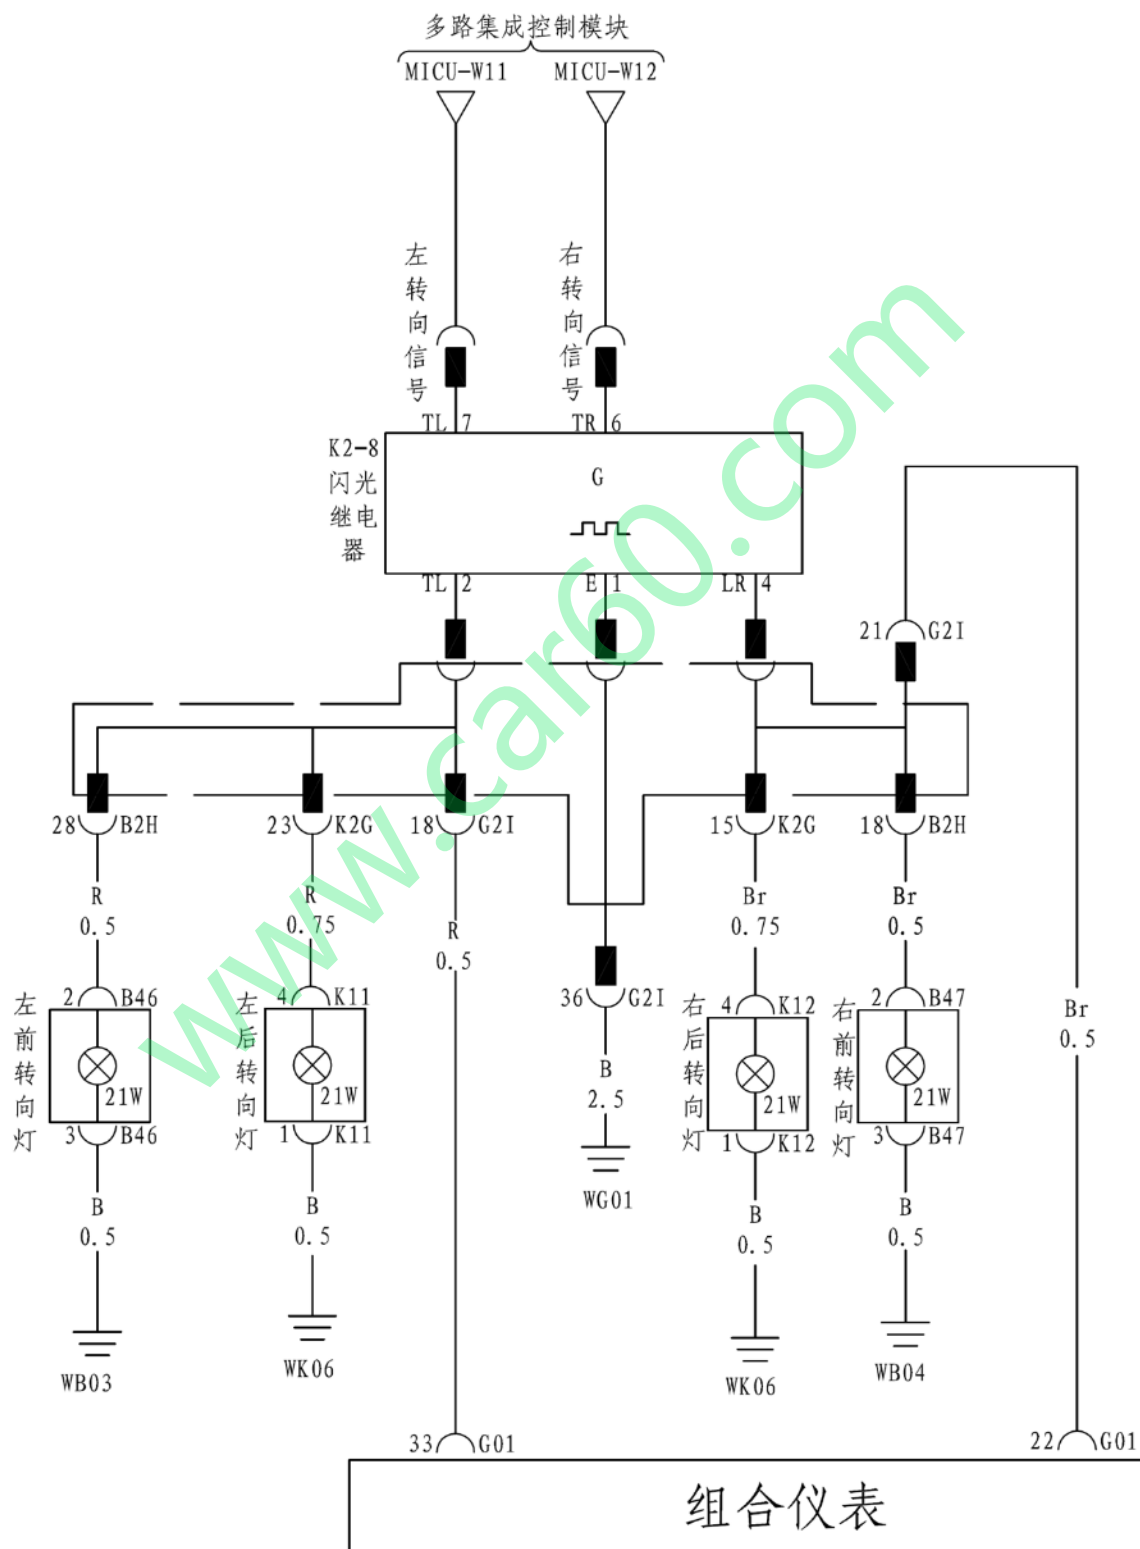 多路集成控制模块
MICU-W11 MICU-W12
左转向信号
右转向信号
TL 7 TR 6
K2-8
闪光
继电
器
G
TL 2 E 1 LR 4
21 G2I
28 B2H 23 K2G 18 G2I 15 K2G 18 B2H
R R R Br Br
0.5 0.75 0.5 0.75 0.5
36 G2I
左前转向灯
2 B46
21W
3 B46
左后转向灯
4 K11
21W
1 K11
右后转向灯
4 K12
21W
1 K12
右前转向灯
2 B47
21W
3 B47
Br
0.5
B
2.5
WG01
B B B B
0.5 0.5 0.5 0.5
WB03 WK06 WK06 WB04
33 G01 22 G01
组合仪表
www.car60.com